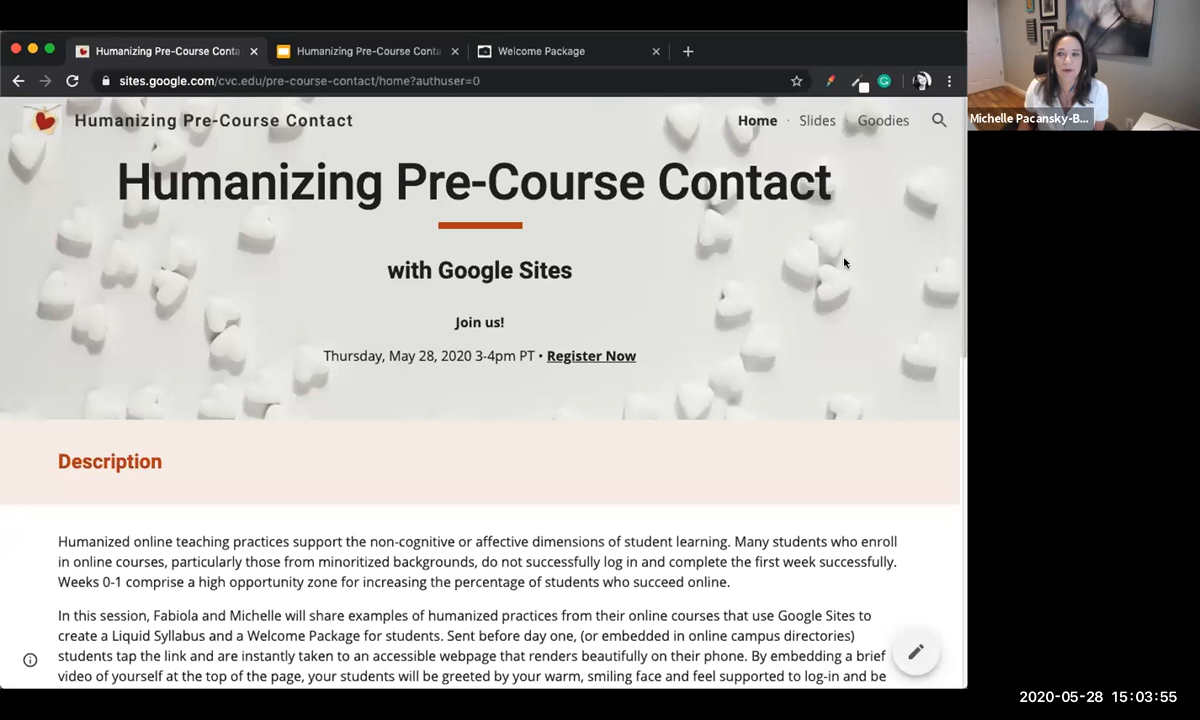 Humanizing Pre-Course Conta
Humanizing Pre-Course Conta
Welcome Package
sites.google.com/cvc.edu/pre-course-contact/home?authuser=0
Michelle Pacansky-B...
Humanizing Pre-Course Contact
Home · Slides · Goodies
Humanizing Pre-Course Contact
with Google Sites
Join us!
Thursday, May 28, 2020 3-4pm PT • Register Now
Description
Humanized online teaching practices support the non-cognitive or affective dimensions of student learning. Many students who enroll
in online courses, particularly those from minoritized backgrounds, do not successfully log in and complete the first week successfully.
Weeks 0-1 comprise a high opportunity zone for increasing the percentage of students who succeed online.
In this session, Fabiola and Michelle will share examples of humanized practices from their online courses that use Google Sites to
create a Liquid Syllabus and a Welcome Package for students. Sent before day one, (or embedded in online campus directories)
students tap the link and are instantly taken to an accessible webpage that renders beautifully on their phone. By embedding a brief
video of yourself at the top of the page, your students will be greeted by your warm, smiling face and feel supported to log-in and be
2020-05-28 15:03:55